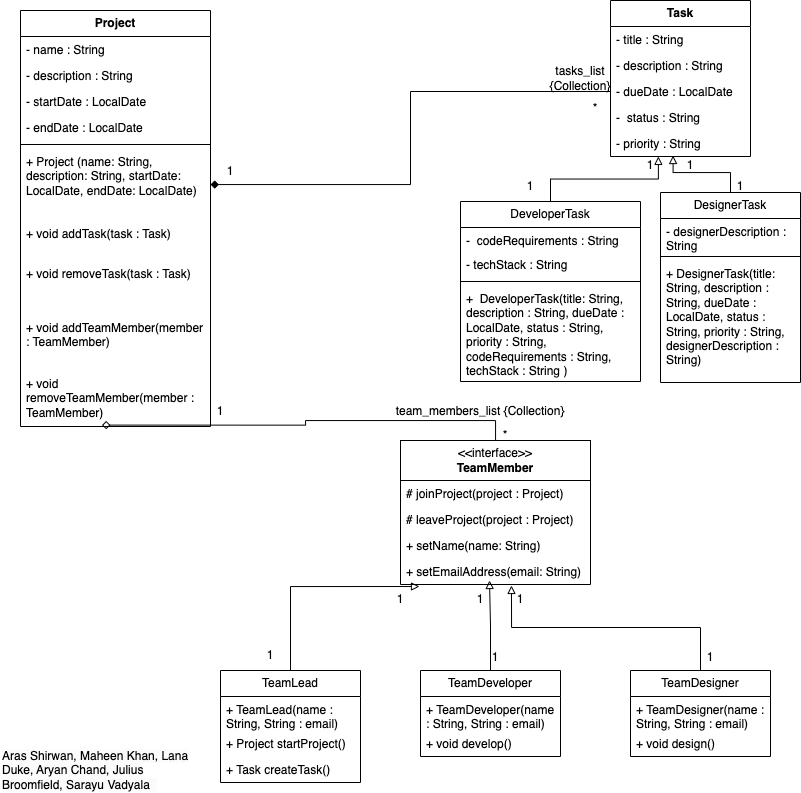 Project
- name : String
- description : String
- startDate : LocalDate
- endDate : LocalDate
+ Project (name: String,
description: String, startDate:
LocalDate, endDate: LocalDate)
+ void addTask(task : Task)
+ void removeTask(task : Task)
+ void addTeamMember(member
: TeamMember)
+ void
removeTeamMember(member :
TeamMember)
1
tasks_list
{Collection}
*
Task
- title : String
- description : String
- dueDate : LocalDate
- status : String
- priority : String
1
1
1
1
DeveloperTask
- codeRequirements : String
- techStack : String
+ DeveloperTask(title: String,
description : String, dueDate :
LocalDate, status : String,
priority : String,
codeRequirements : String,
techStack : String )
DesignerTask
- designerDescription :
String
+ DesignerTask(title:
String, description :
String, dueDate :
LocalDate, status :
String, priority : String,
designerDescription :
String)
1
team_members_list {Collection}
*
<<interface>>
TeamMember
# joinProject(project : Project)
# leaveProject(project : Project)
+ setName(name: String)
+ setEmailAddress(email: String)
1
1
1
1
1
1
TeamLead
+ TeamLead(name :
String, String : email)
+ Project startProject()
+ Task createTask()
TeamDeveloper
+ TeamDeveloper(name
: String, String : email)
+ void develop()
TeamDesigner
+ TeamDesigner(name :
String, String : email)
+ void design()
Aras Shirwan, Maheen Khan, Lana
Duke, Aryan Chand, Julius
Broomfield, Sarayu Vadyala